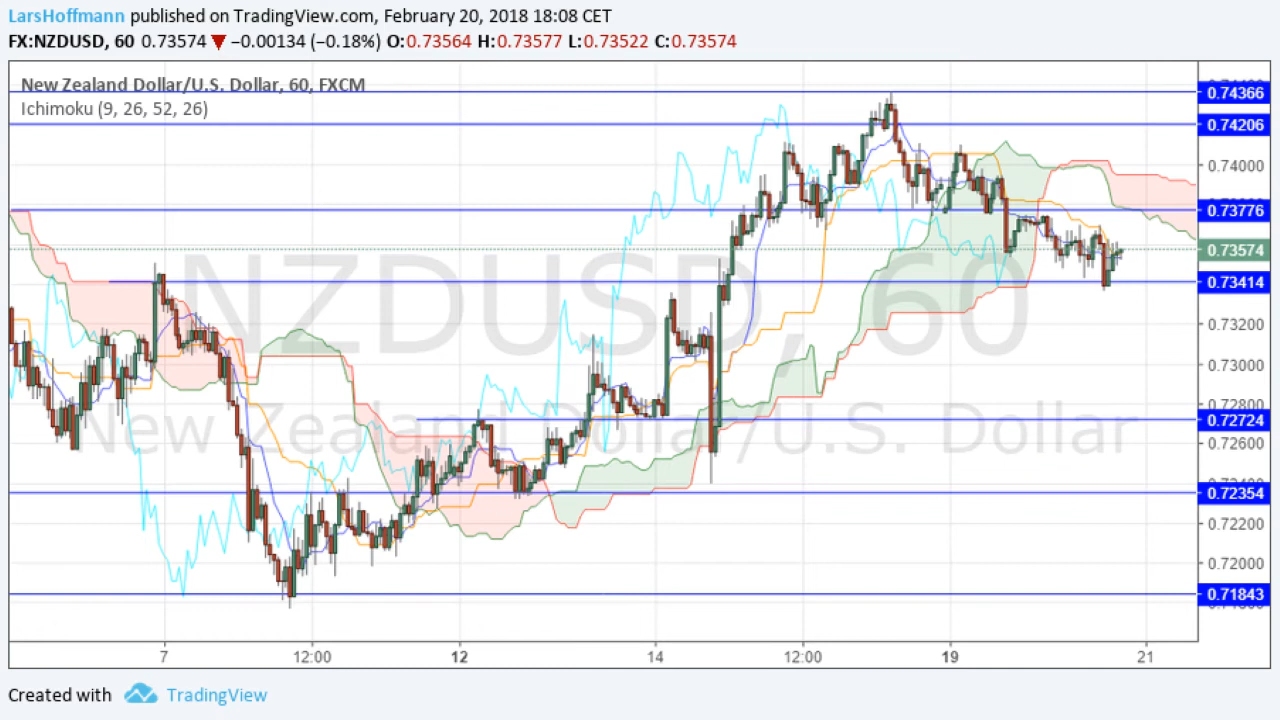 LarsHoffmann published on TradingView.com, February 20, 2018 18:08 CET
FX:NZDUSD, 60 0.73574 ▼ −0.00134 (−0.18%) O:0.73564 H:0.73577 L:0.73522 C:0.73574
New Zealand Dollar/U.S. Dollar, 60, FXCM
Ichimoku (9, 26, 52, 26)
NZDUSD, 60
New Zealand Dollar/U.S. Dollar
0.74366
0.74206
0.74000
0.73776
0.73574
0.73414
0.73200
0.73000
0.72800
0.72724
0.72600
0.72354
0.72200
0.72000
0.71843
7 12:00 12 14 12:00 19 21
Created with TradingView